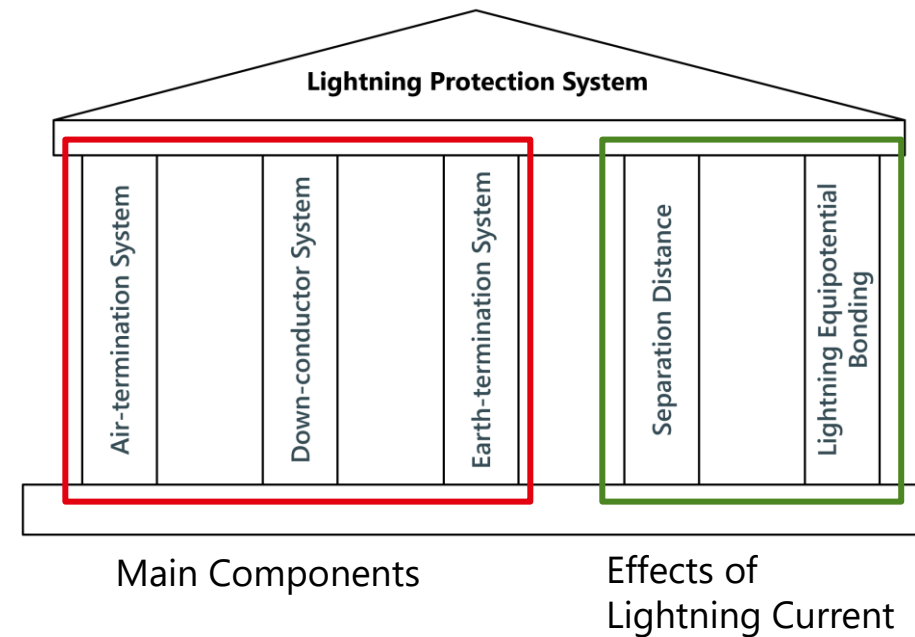 Lightning Protection System
Air-termination System
Down-conductor System
Earth-termination System
Separation Distance
Lightning Equipotential
Bonding
Main Components
Effects of
Lightning Current